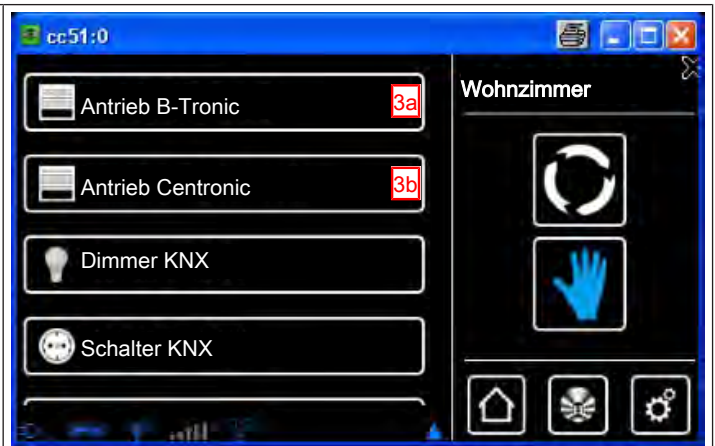 cc51:0
Antrieb B-Tronic 3a
Antrieb Centronic 3b
Dimmer KNX
Schalter KNX
Wohnzimmer